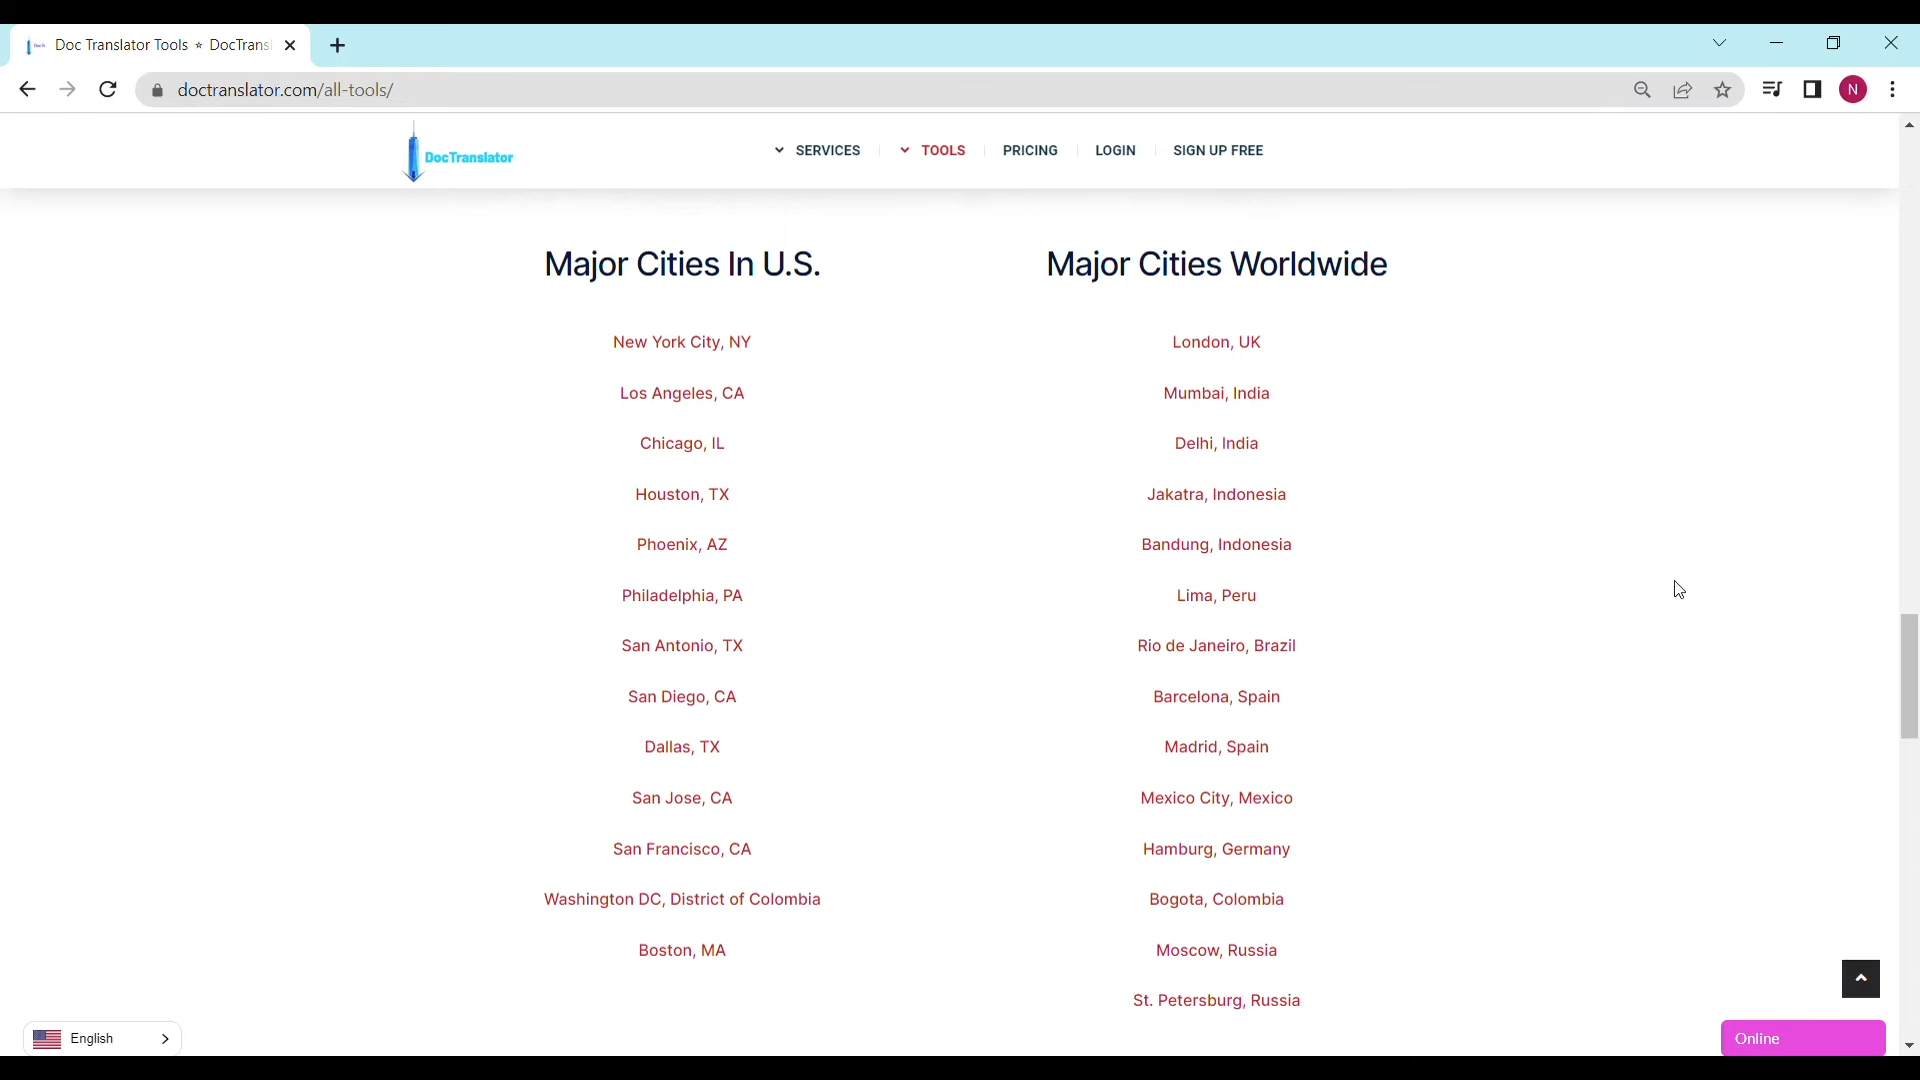 Doc Translator Tools ⭑ DocTransl
doctranslator.com/all-tools/
N
DocTranslator
SERVICES
TOOLS
PRICING
LOGIN
SIGN UP FREE
Major Cities In U.S.
New York City, NY
Los Angeles, CA
Chicago, IL
Houston, TX
Phoenix, AZ
Philadelphia, PA
San Antonio, TX
San Diego, CA
Dallas, TX
San Jose, CA
San Francisco, CA
Washington DC, District of Colombia
Boston, MA
Major Cities Worldwide
London, UK
Mumbai, India
Delhi, India
Jakatra, Indonesia
Bandung, Indonesia
Lima, Peru
Rio de Janeiro, Brazil
Barcelona, Spain
Madrid, Spain
Mexico City, Mexico
Hamburg, Germany
Bogota, Colombia
Moscow, Russia
St. Petersburg, Russia
English
Online